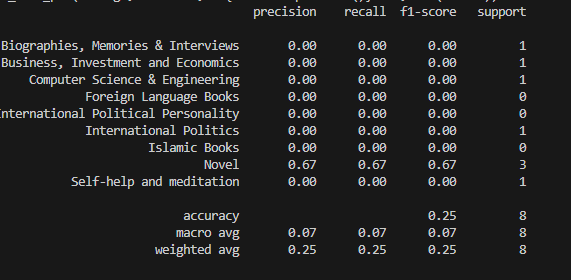 precision recall f1-score support
Biographies, Memories & Interviews 0.00 0.00 0.00 1
Business, Investment and Economics 0.00 0.00 0.00 1
Computer Science & Engineering 0.00 0.00 0.00 1
Foreign Language Books 0.00 0.00 0.00 0
nternational Political Personality 0.00 0.00 0.00 0
International Politics 0.00 0.00 0.00 1
Islamic Books 0.00 0.00 0.00 0
Novel 0.67 0.67 0.67 3
Self-help and meditation 0.00 0.00 0.00 1
accuracy 0.25 8
macro avg 0.07 0.07 0.07 8
weighted avg 0.25 0.25 0.25 8